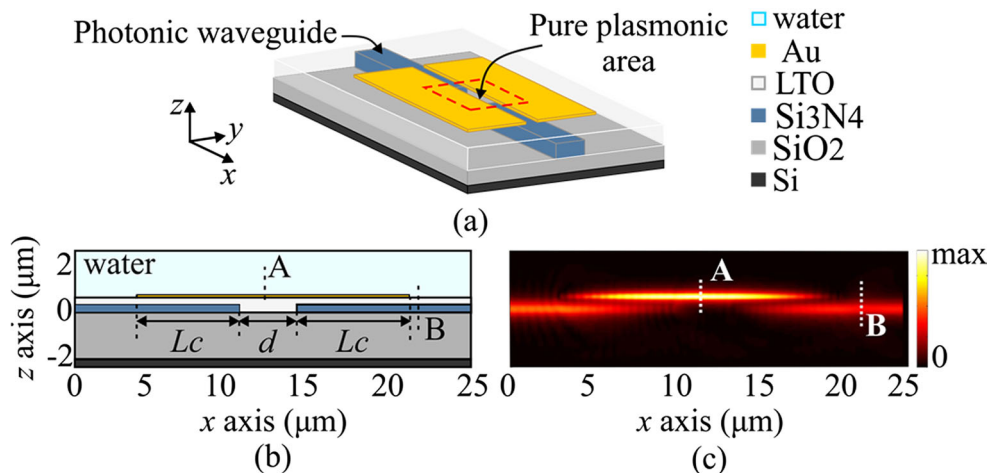 Photonic waveguide
Pure plasmonic
area
z
y
x
water
Au
LTO
Si3N4
SiO2
Si
(a)
z axis (μm)
2
0
-2
water
A
B
Lc
d
Lc
0
5
10
15
20
25
x axis (μm)
(b)
A
B
max
0
0
5
10
15
20
25
x axis (μm)
(c)